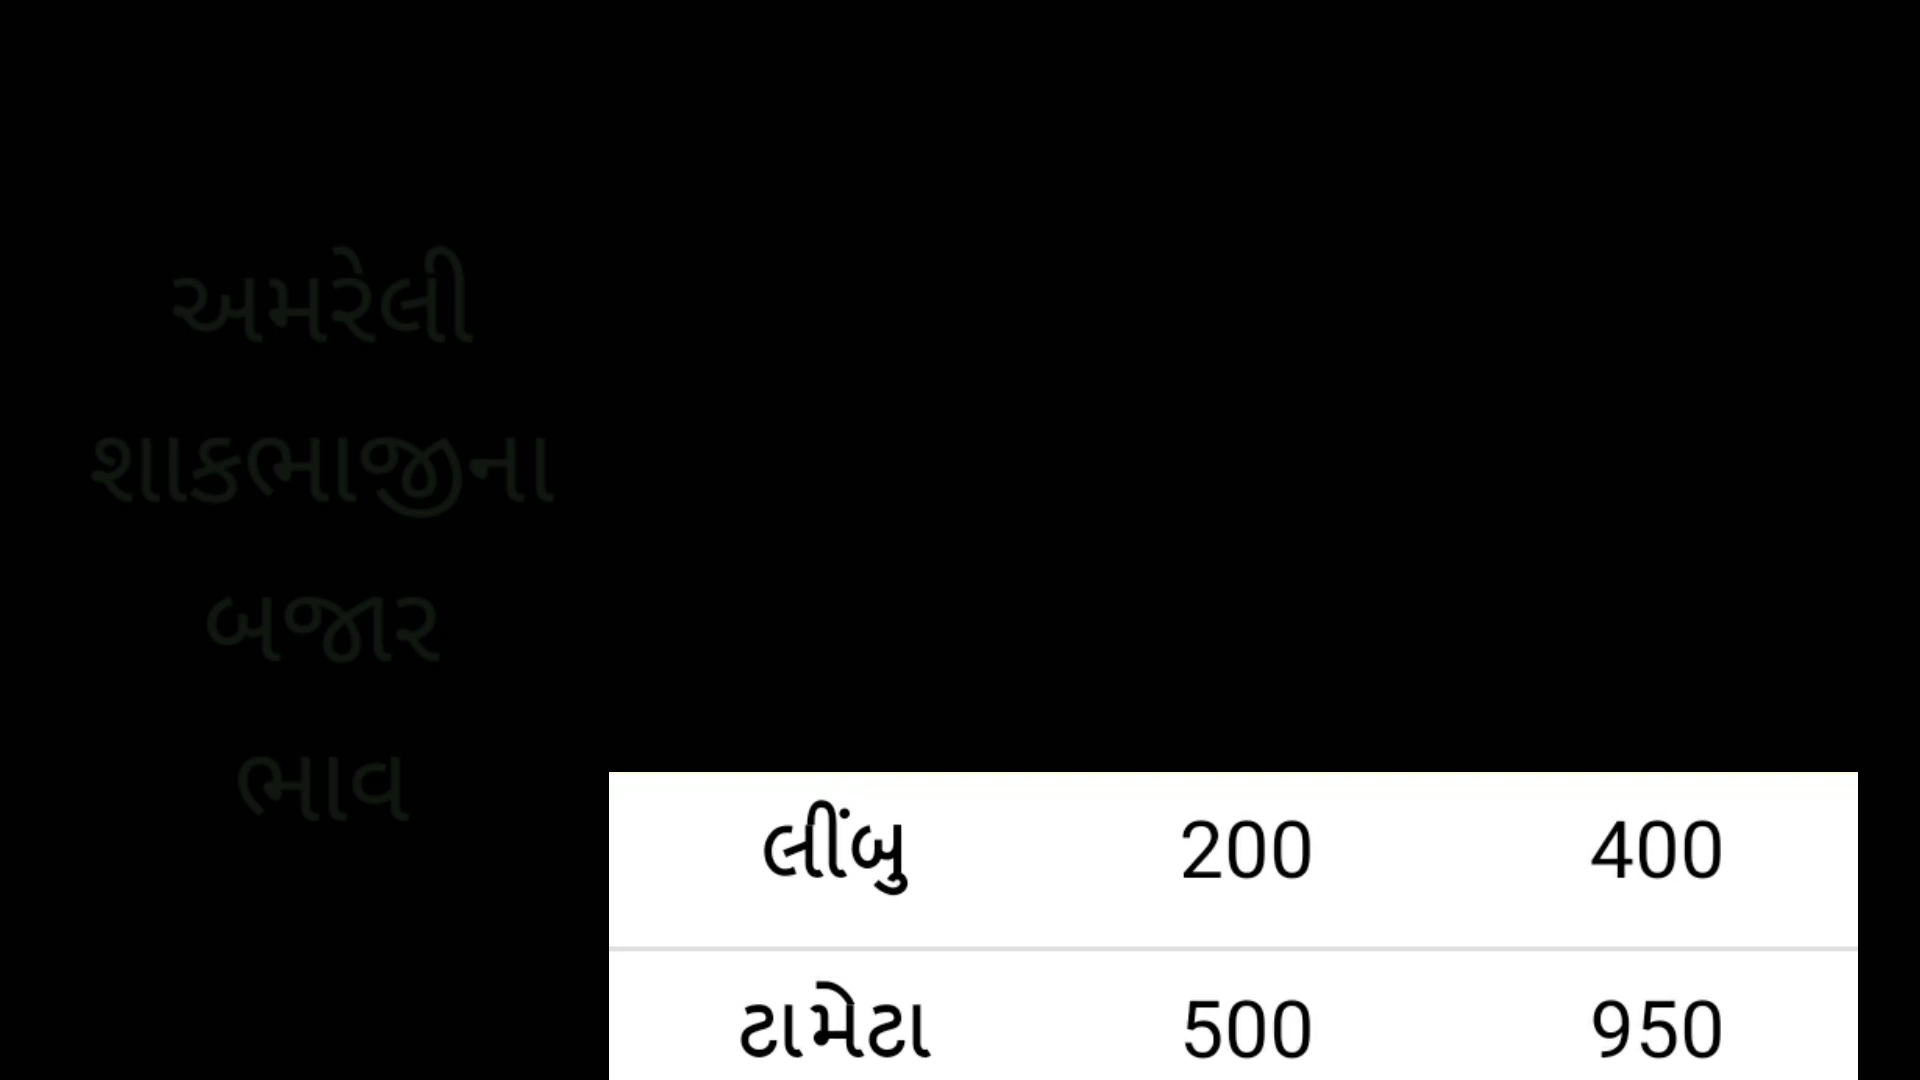 અમરેલી
શાકભાજીના
બજાર
ભાવ
લીંબુ 200 400
ટામેટા 500 950